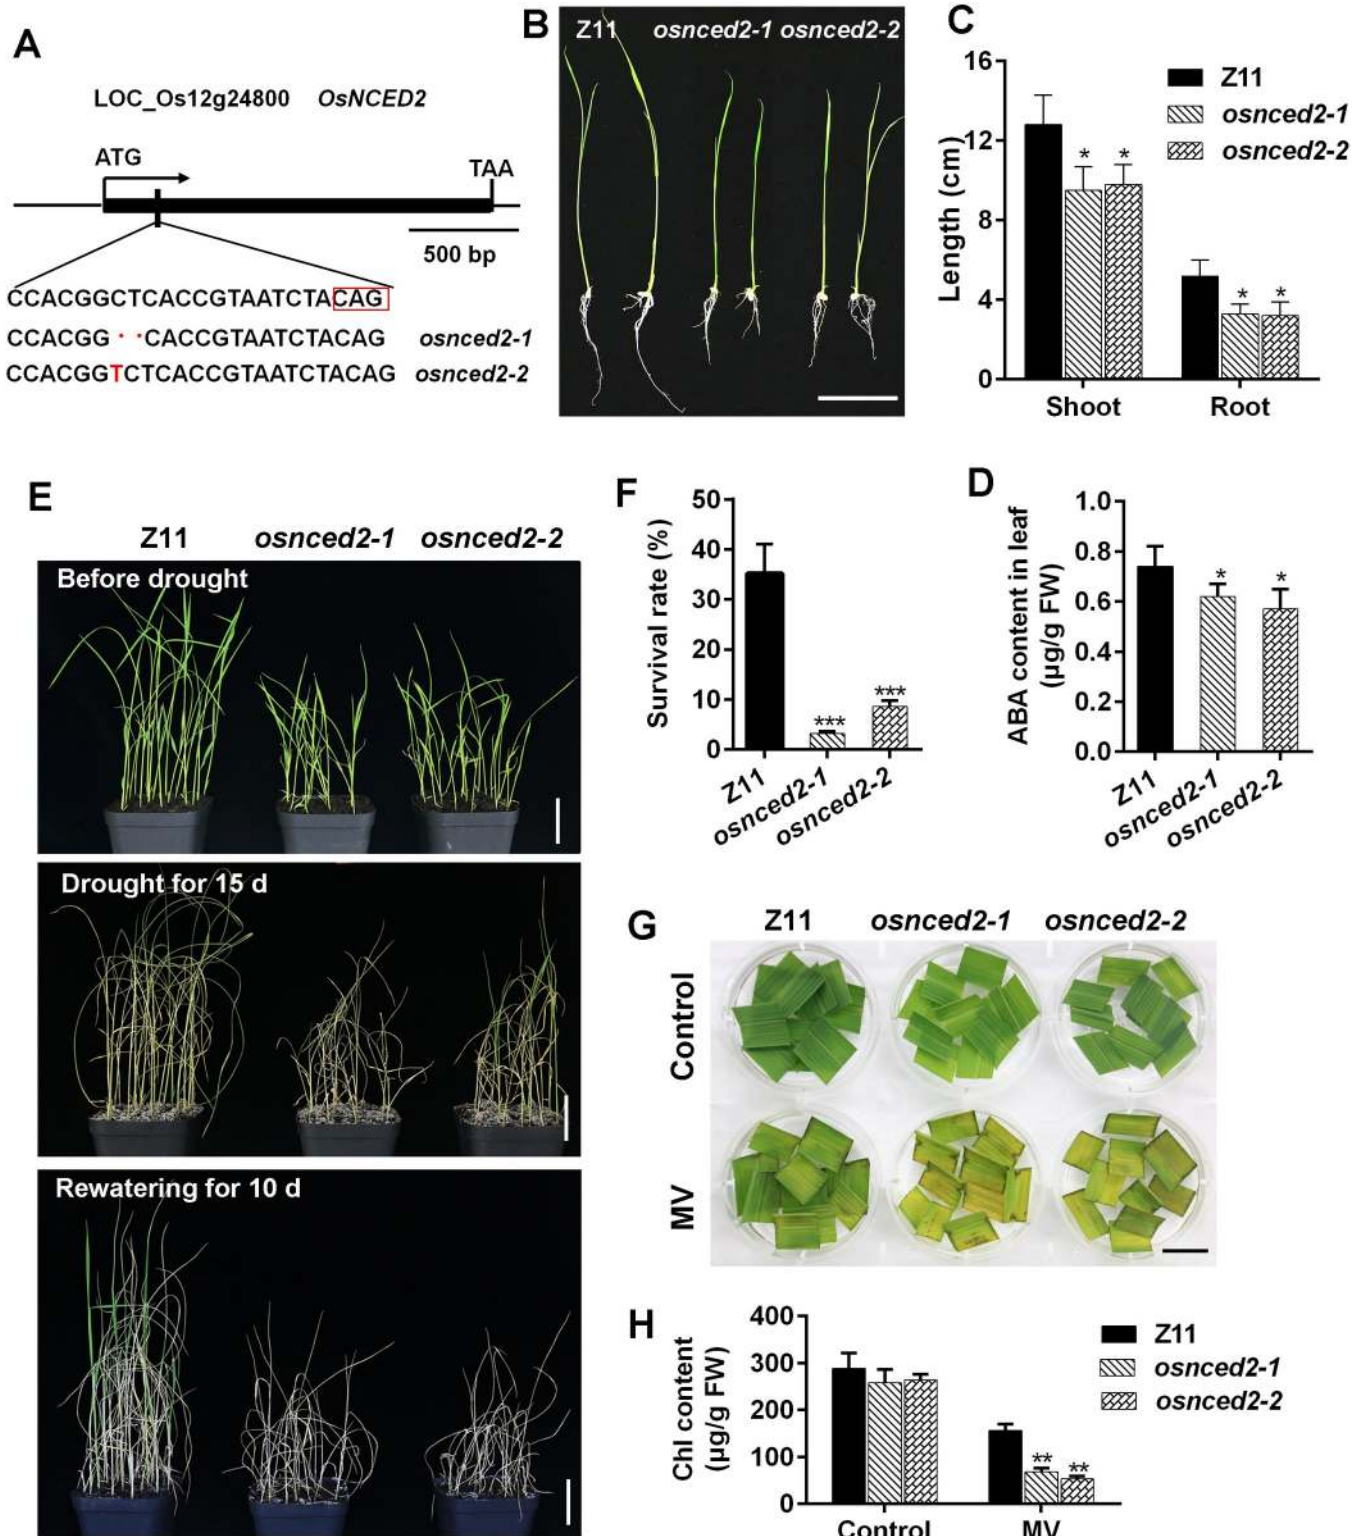 A
LOC_Os12g24800 OsNCED2
ATG
TAA
500 bp
CCACGGCTCACCGTAATCTACAG
CCACGG··CACCGTAATCTACAG osnced2-1
CCACGGTCTCACCGTAATCTACAG osnced2-2
B
Z11 osnced2-1 osnced2-2
C
Length (cm)
16
12
8
4
0
* *
* *
Shoot Root
Z11
osnced2-1
osnced2-2
E
Z11 osnced2-1 osnced2-2
Before drought
Drought for 15 d
Rewatering for 10 d
F
Survival rate (%)
50
40
30
20
10
0
*** ***
Z11 osnced2-1 osnced2-2
D
ABA content in leaf
(µg/g FW)
1.0
0.8
0.6
0.4
0.2
0.0
* *
Z11 osnced2-1 osnced2-2
G
Z11 osnced2-1 osnced2-2
Control
MV
H
Chl content
(µg/g FW)
400
300
200
100
0
** **
Control MV
Z11
osnced2-1
osnced2-2